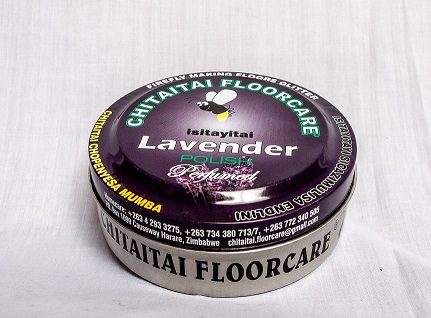 FIREFLY MAKING FLOORS GLITTER
CHITAITAI FLOORCARE
Isitayitai
Lavender
POLISH
Perfumed
CHITAITAI CHOPENYESA MUMBA
ENDLINI
+263 4 293 3275, +263 734 380 713/7, +263 772 340 595
Causeway Harare, Zimbabwe chitaitai.floorcare@gmail.com
CHITAITAI FLOORCARE